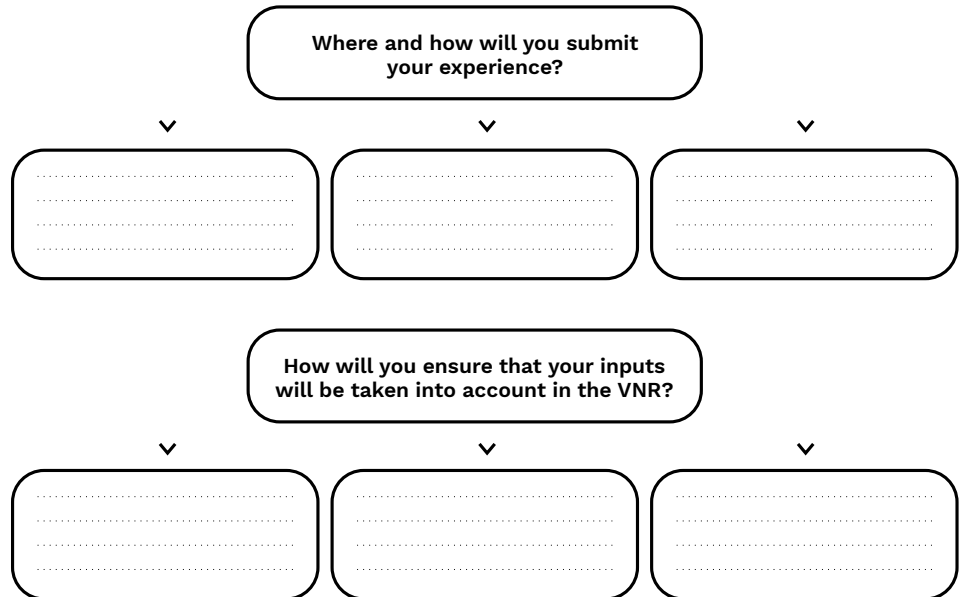 Where and how will you submit
your experience?
How will you ensure that your inputs
will be taken into account in the VNR?